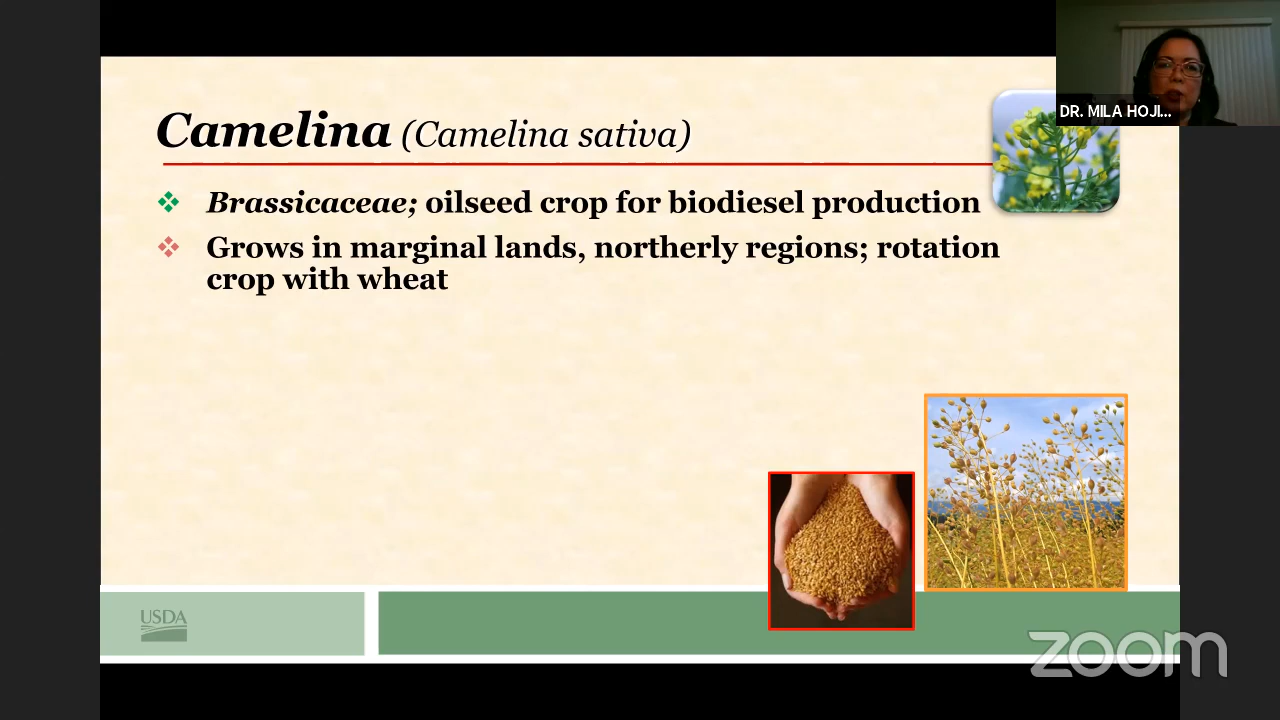 DR. MILA HOJI...
Camelina (Camelina sativa)
Brassicaceae; oilseed crop for biodiesel production
Grows in marginal lands, northerly regions; rotation
crop with wheat
USDA
zoom